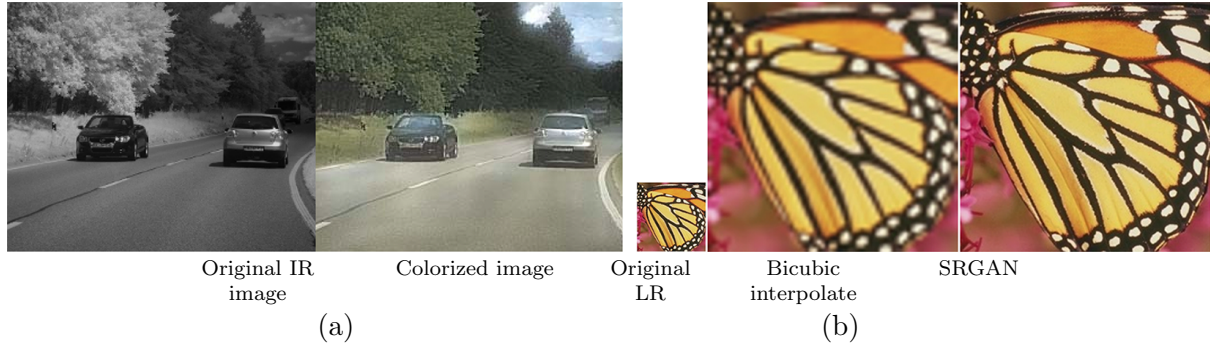 Original IR
image
Colorized image
Original
LR
Bicubic
interpolate
SRGAN
(a)
(b)